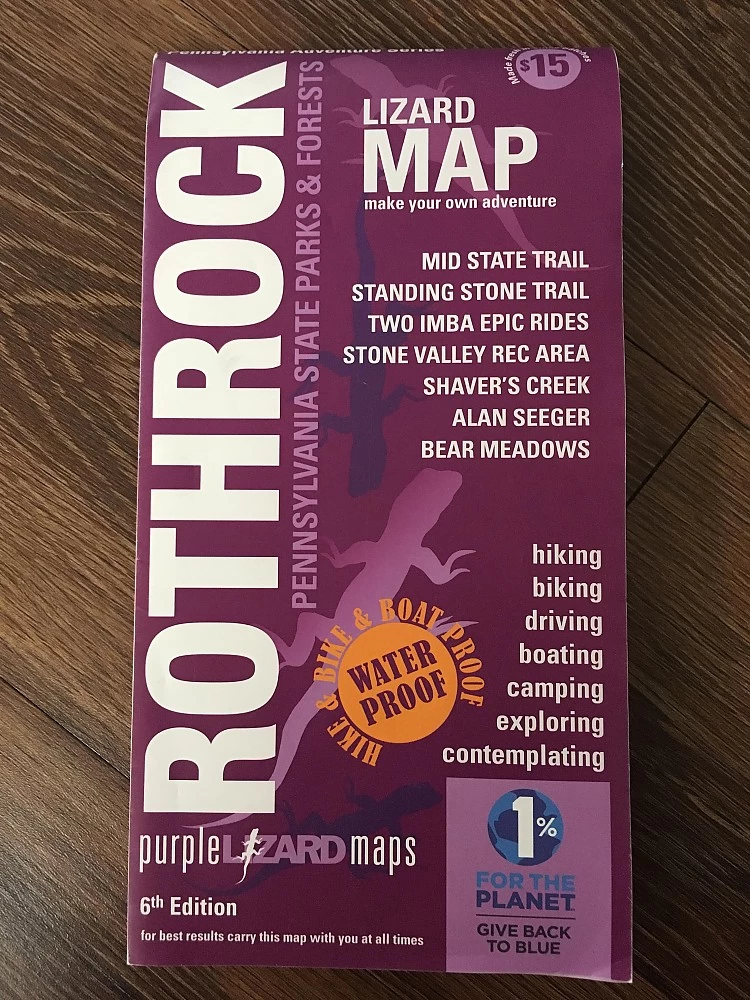 Pennsylvania Adventure Series
$15
ROTHROCK
PENNSYLVANIA STATE PARKS & FORESTS
LIZARD
MAP
make your own adventure
MID STATE TRAIL
STANDING STONE TRAIL
TWO IMBA EPIC RIDES
STONE VALLEY REC AREA
SHAVER'S CREEK
ALAN SEEGER
BEAR MEADOWS
hiking
biking
driving
boating
camping
exploring
contemplating
HIKE & BIKE & BOAT PROOF
WATER
PROOF
purple LIZARD maps
6th Edition
for best results carry this map with you at all times
1%
FOR THE
PLANET
GIVE BACK
TO BLUE